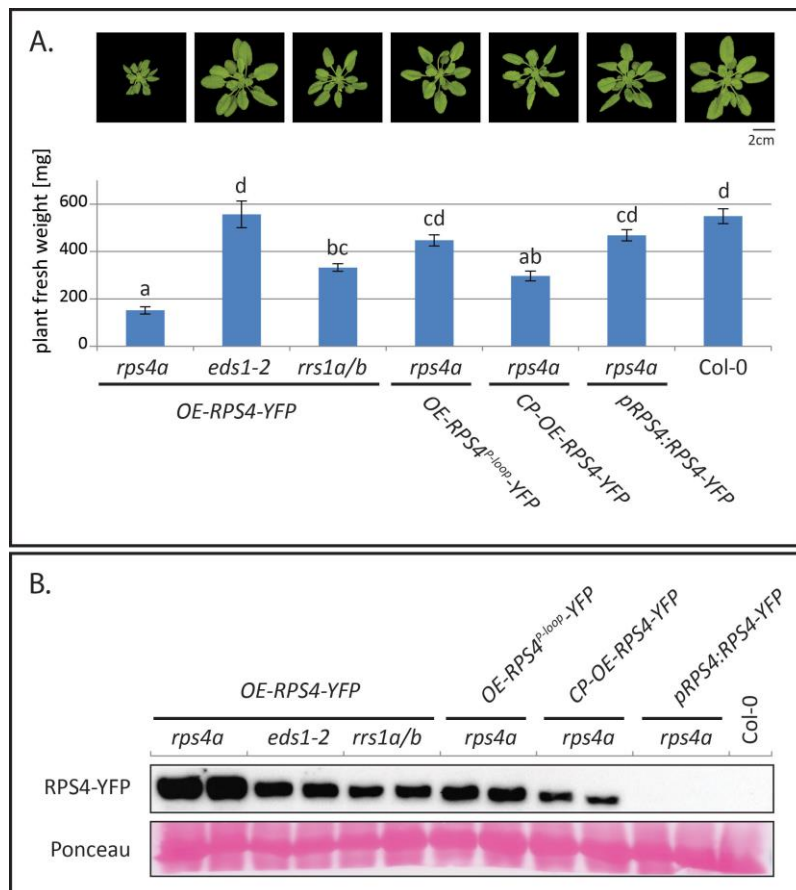 A.
2cm
plant fresh weight [mg]
600
400
200
0
a
d
bc
cd
ab
cd
d
rps4a eds1-2 rrs1a/b rps4a rps4a rps4a Col-0
OE-RPS4-YFP
OE-RPS4P-loop-YFP
CP-OE-RPS4-YFP
pRPS4:RPS4-YFP
B.
OE-RPS4-YFP
OE-RPS4P-loop-YFP
CP-OE-RPS4-YFP
pRPS4:RPS4-YFP
Col-0
rps4a eds1-2 rrs1a/b rps4a rps4a rps4a
RPS4-YFP
Ponceau